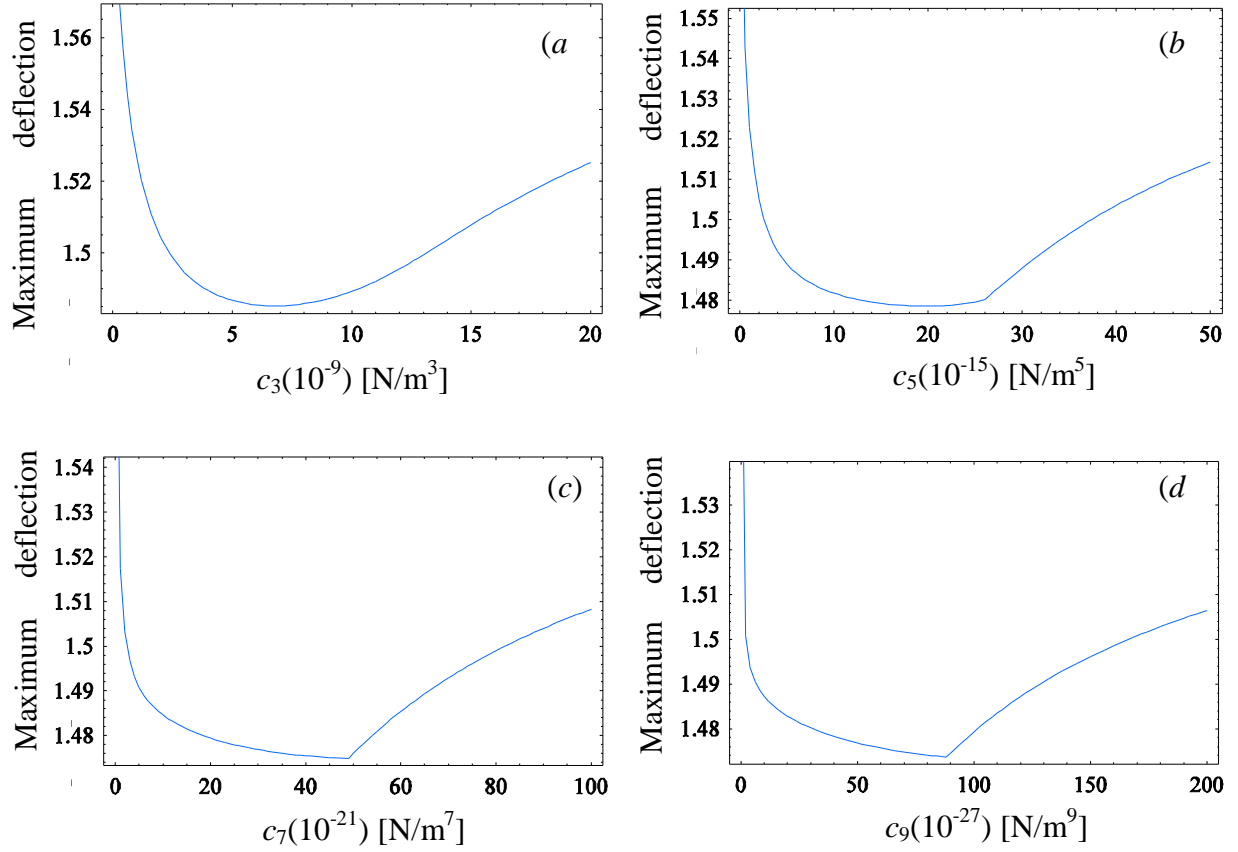 Maximum deflection
1.56
1.54
1.52
1.5
(a
0 5 10 15 20
c₃(10⁻⁹) [N/m³]
Maximum deflection
1.55
1.54
1.53
1.52
1.51
1.5
1.49
1.48
(b
0 10 20 30 40 50
c₅(10⁻¹⁵) [N/m⁵]
Maximum deflection
1.54
1.53
1.52
1.51
1.5
1.49
1.48
(c)
0 20 40 60 80 100
c₇(10⁻²¹) [N/m⁷]
Maximum deflection
1.53
1.52
1.51
1.5
1.49
1.48
(d
0 50 100 150 200
c₉(10⁻²⁷) [N/m⁹]